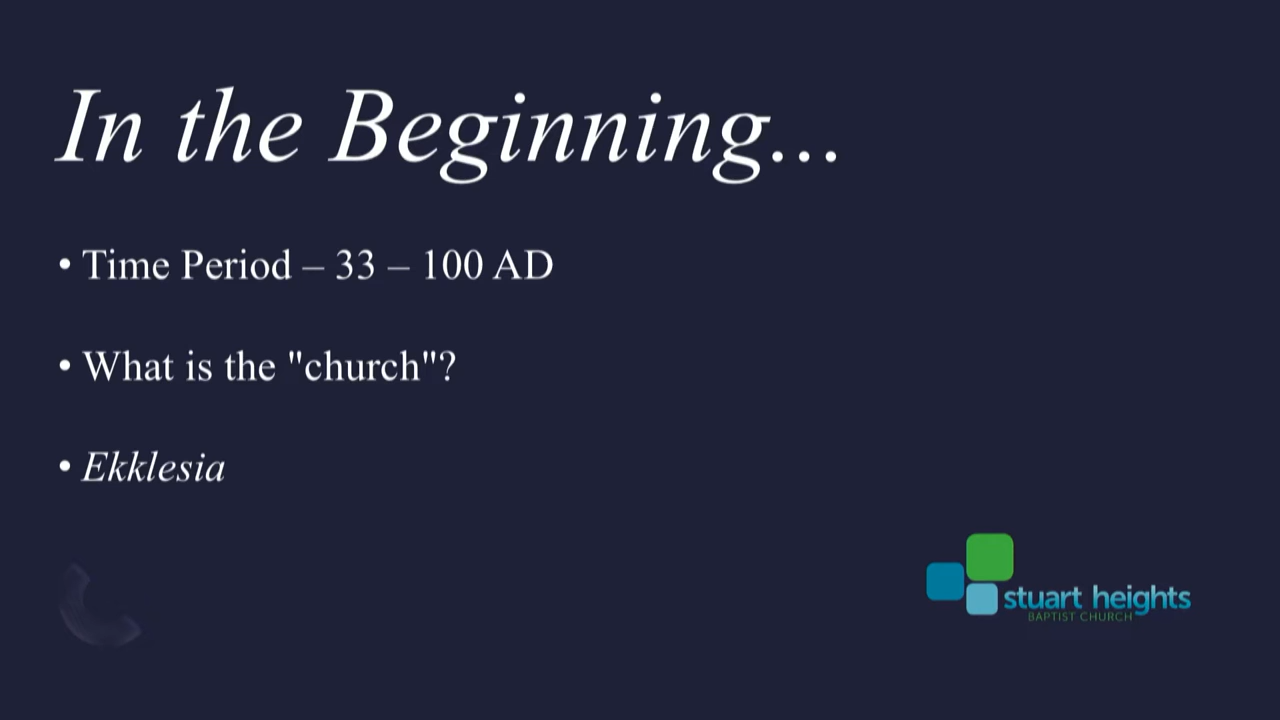 In the Beginning...
• Time Period – 33 – 100 AD
• What is the "church"?
• Ekklesia
stuart heights
BAPTIST CHURCH